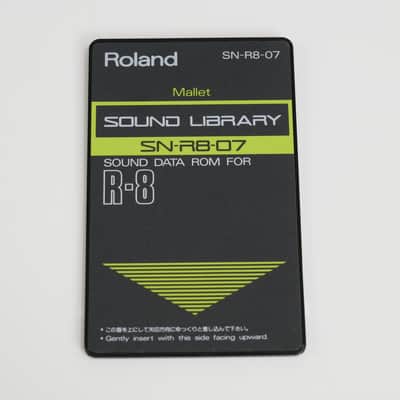 Roland SN-R8-07
Mallet
SOUND LIBRARY
SN-R8-07
SOUND DATA ROM FOR
R-8
• この面を上にして矢印方向にゆっくりと差し込んで下さい。
• Gently insert with this side facing upward.